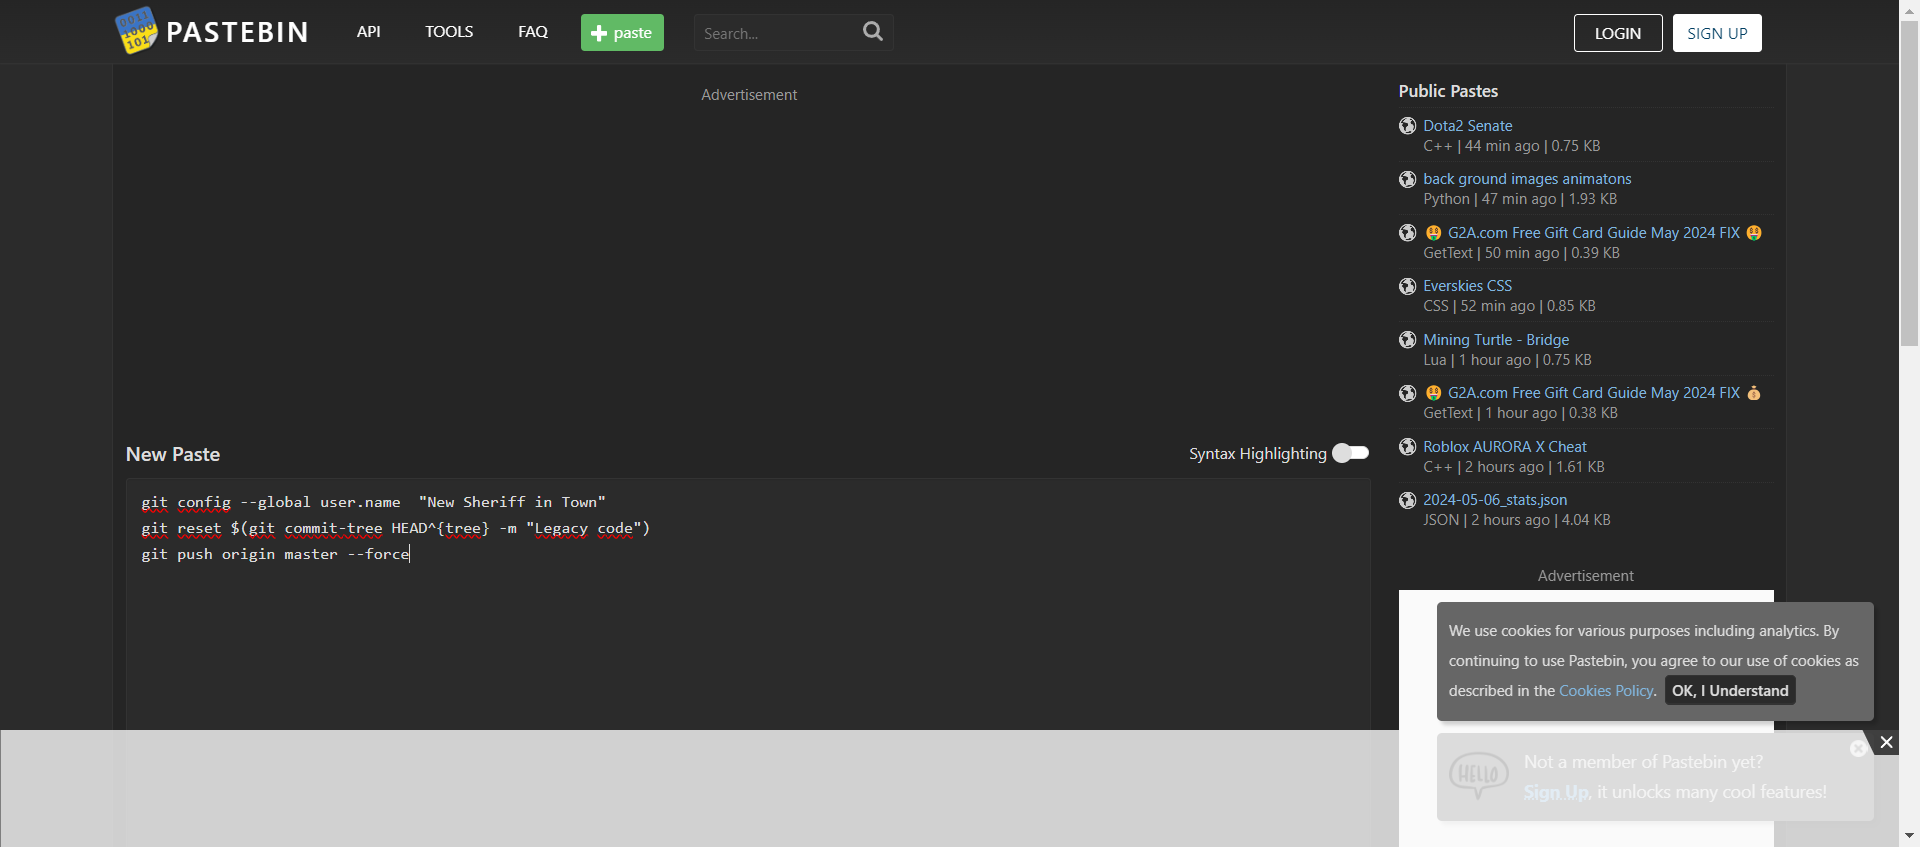 PASTEBIN
API
TOOLS
FAQ
paste
Search...
LOGIN
SIGN UP
Advertisement
New Paste
Syntax Highlighting
git config --global user.name  "New Sheriff in Town"
git reset $(git commit-tree HEAD^{tree} -m "Legacy code")
git push origin master --force
Public Pastes
Dota2 Senate
C++ | 44 min ago | 0.75 KB
back ground images animatons
Python | 47 min ago | 1.93 KB
🤑 G2A.com Free Gift Card Guide May 2024 FIX 🤑
GetText | 50 min ago | 0.39 KB
Everskies CSS
CSS | 52 min ago | 0.85 KB
Mining Turtle - Bridge
Lua | 1 hour ago | 0.75 KB
🤑 G2A.com Free Gift Card Guide May 2024 FIX 💰
GetText | 1 hour ago | 0.38 KB
Roblox AURORA X Cheat
C++ | 2 hours ago | 1.61 KB
2024-05-06_stats.json
JSON | 2 hours ago | 4.04 KB
Advertisement
We use cookies for various purposes including analytics. By
continuing to use Pastebin, you agree to our use of cookies as
described in the Cookies Policy. OK, I Understand
HELLO
Not a member of Pastebin yet?
Sign Up, it unlocks many cool features!